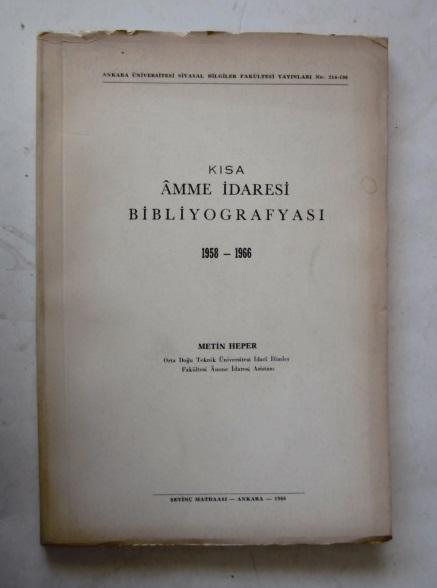 ANKARA ÜNİVERSİTESİ SİYASAL BİLGİLER FAKÜLTESİ YAYINLARI No: 214-196
KISA
ÂMME İDARESİ
BİBLİYOGRAFYASI
1958 — 1966
METİN HEPER
Orta Doğu Teknik Üniversitesi İdarî İlimler
Fakültesi Âmme İdaresi Asistanı
SEVİNÇ MATBAASI — ANKARA — 1966